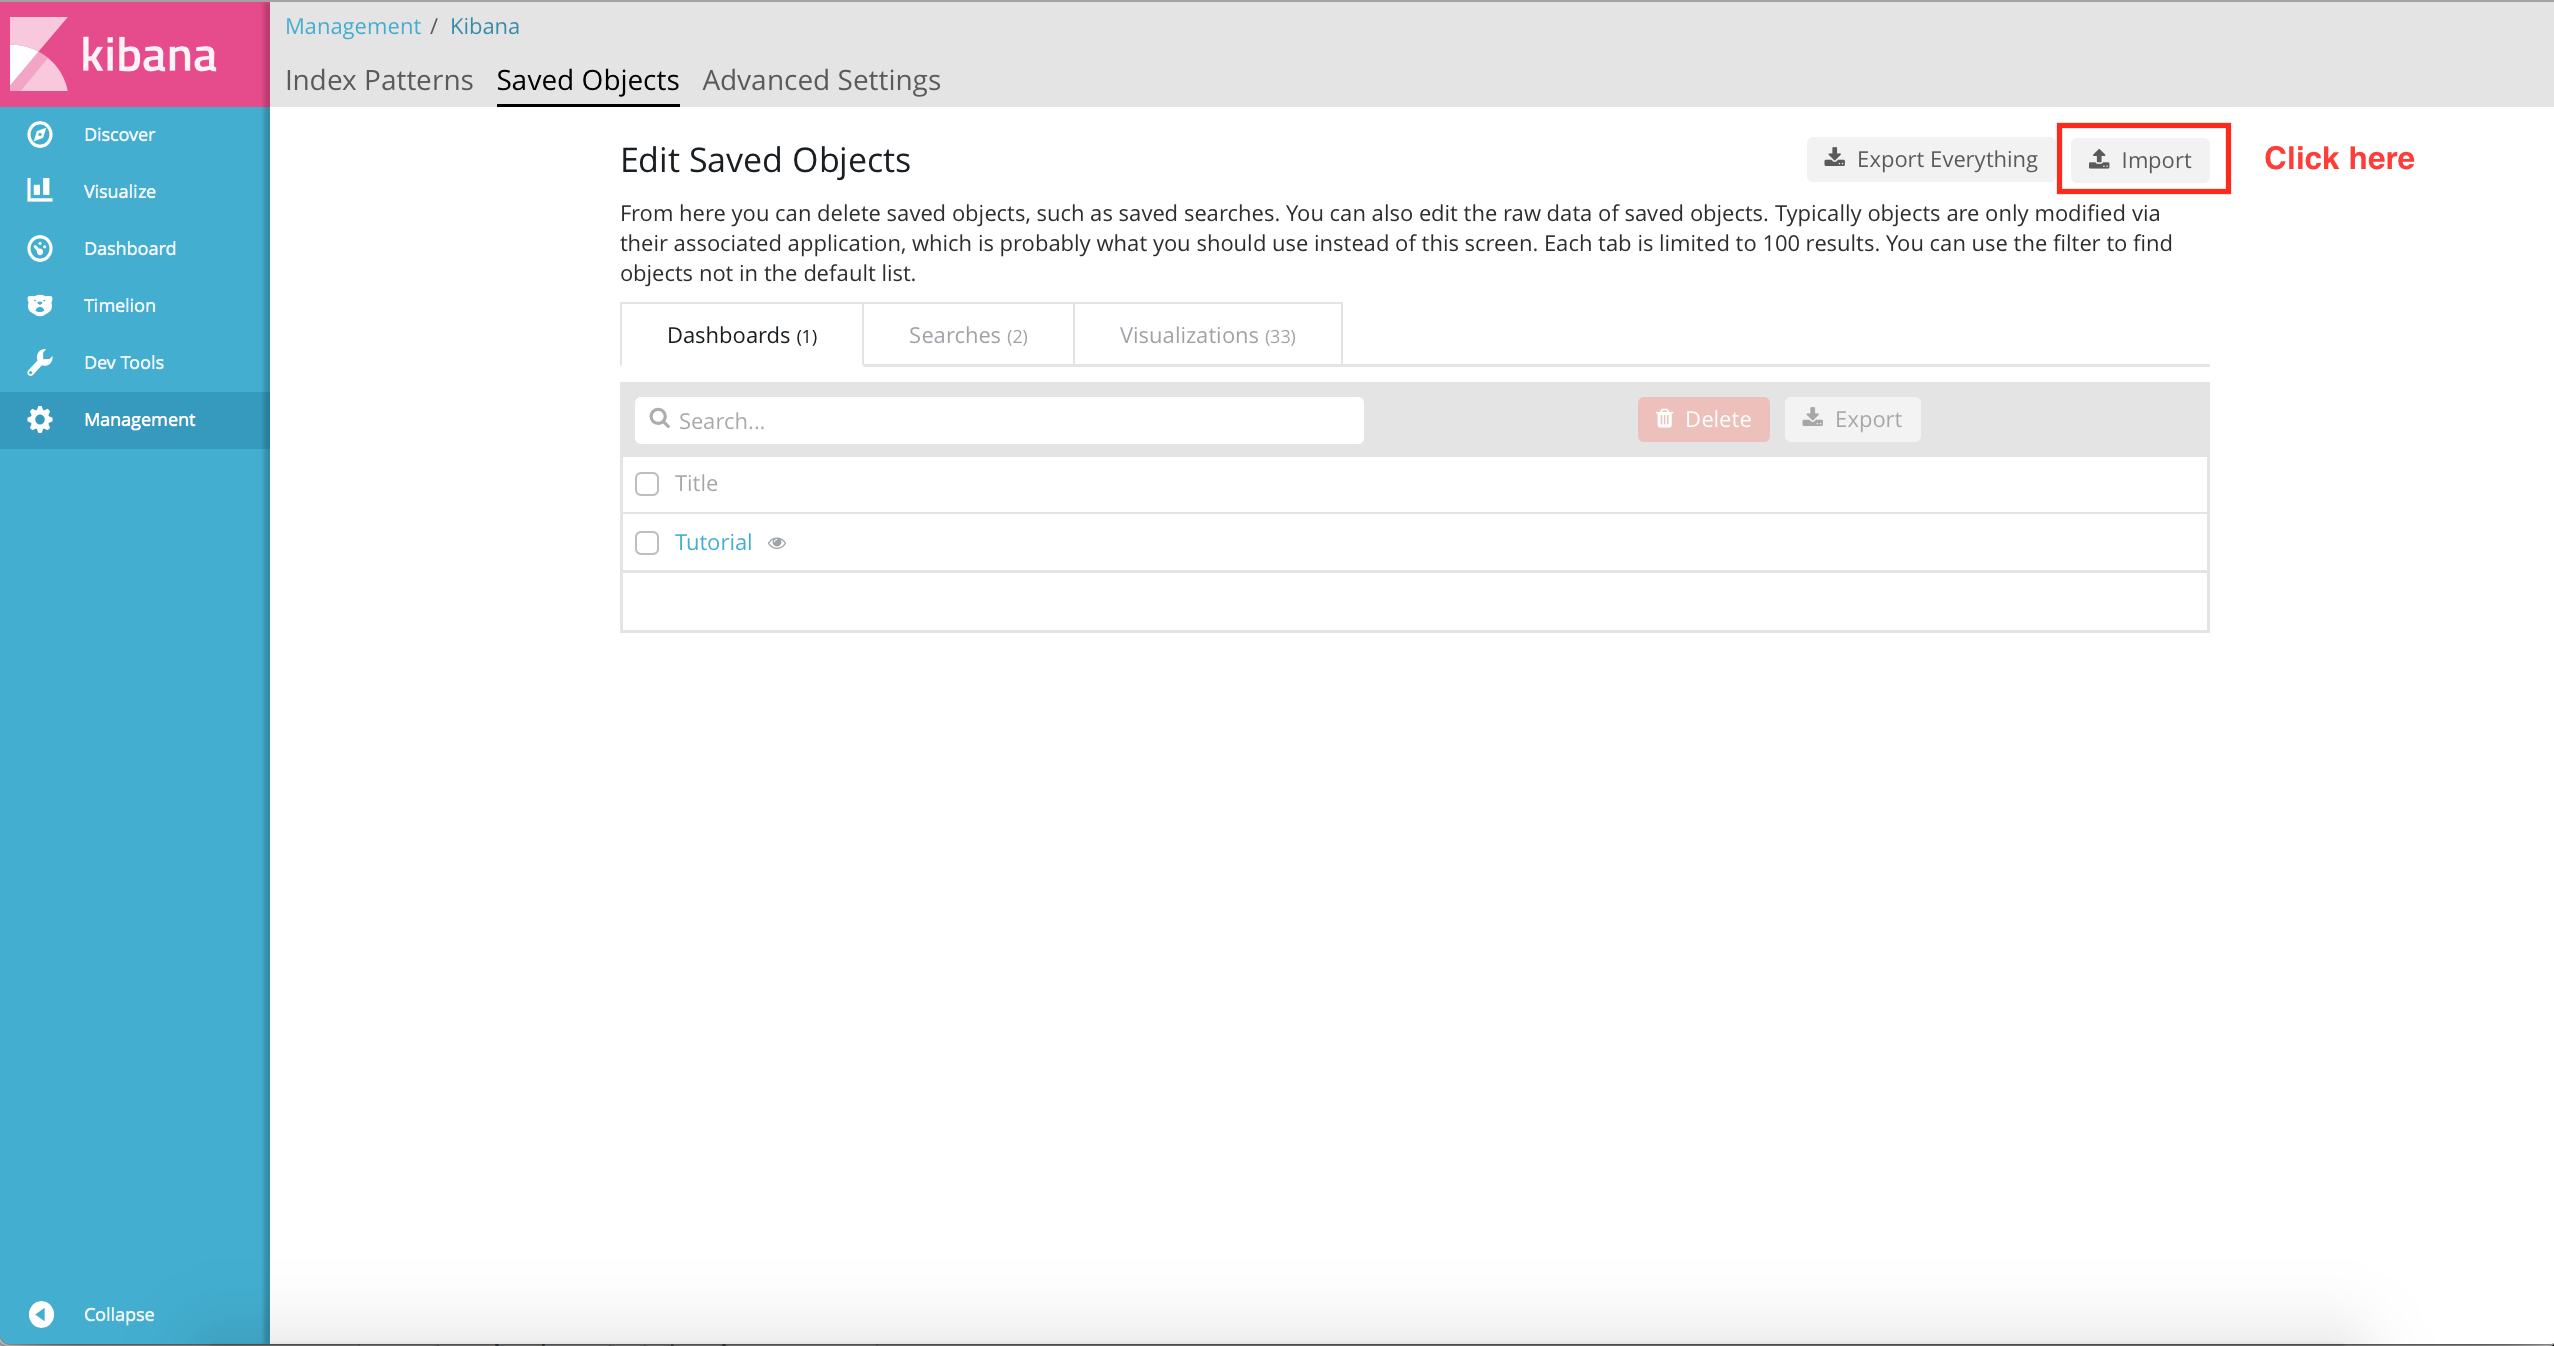 kibana
Management / Kibana
Index Patterns Saved Objects Advanced Settings
Discover
Visualize
Dashboard
Timelion
Dev Tools
Management
Collapse
Edit Saved Objects
Export Everything
Import
Click here
From here you can delete saved objects, such as saved searches. You can also edit the raw data of saved objects. Typically objects are only modified via
their associated application, which is probably what you should use instead of this screen. Each tab is limited to 100 results. You can use the filter to find
objects not in the default list.
Dashboards (1) Searches (2) Visualizations (33)
Search...
Delete
Export
Title
Tutorial